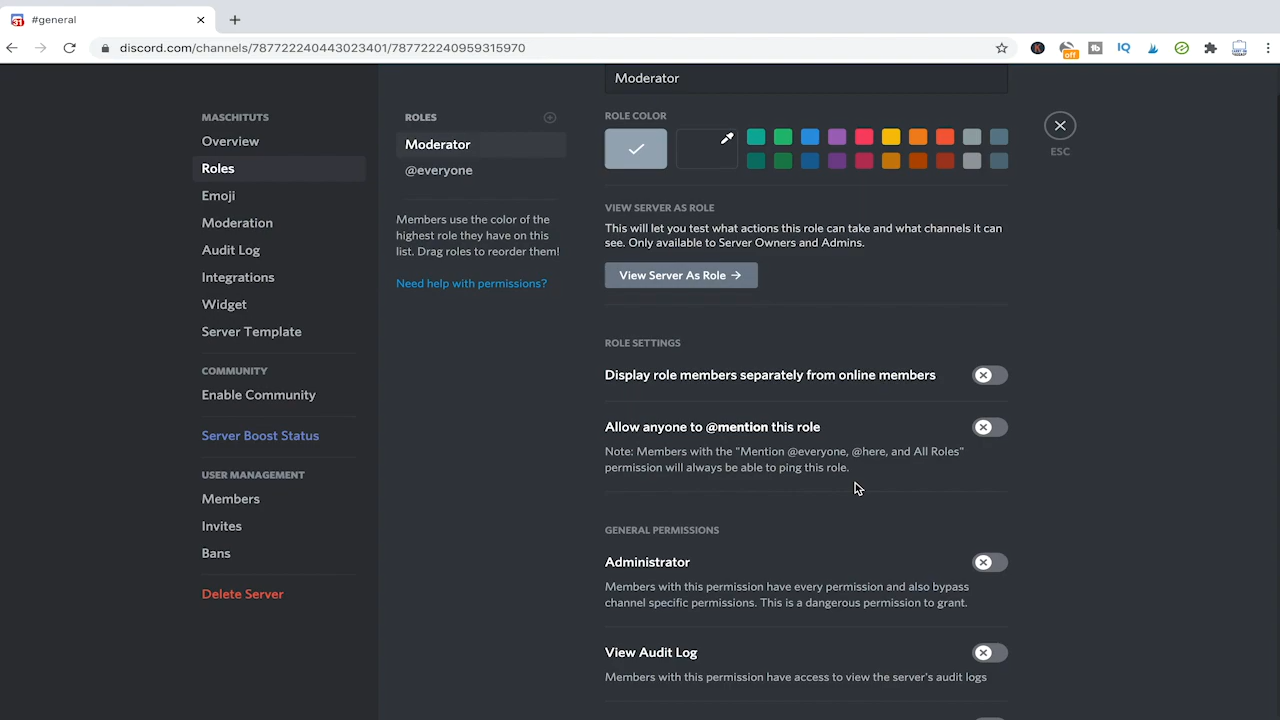 #general
discord.com/channels/787722240443023401/787722240959315970
IQ
off
MASCHITUTS
Overview
Roles
Emoji
Moderation
Audit Log
Integrations
Widget
Server Template
COMMUNITY
Enable Community
Server Boost Status
USER MANAGEMENT
Members
Invites
Bans
Delete Server
ROLES
Moderator
@everyone
Members use the color of the
highest role they have on this
list. Drag roles to reorder them!
Need help with permissions?
Moderator
ROLE COLOR
VIEW SERVER AS ROLE
This will let you test what actions this role can take and what channels it can
see. Only available to Server Owners and Admins.
View Server As Role →
ROLE SETTINGS
Display role members separately from online members
Allow anyone to @mention this role
Note: Members with the "Mention @everyone, @here, and All Roles"
permission will always be able to ping this role.
GENERAL PERMISSIONS
Administrator
Members with this permission have every permission and also bypass
channel specific permissions. This is a dangerous permission to grant.
View Audit Log
Members with this permission have access to view the server's audit logs
ESC